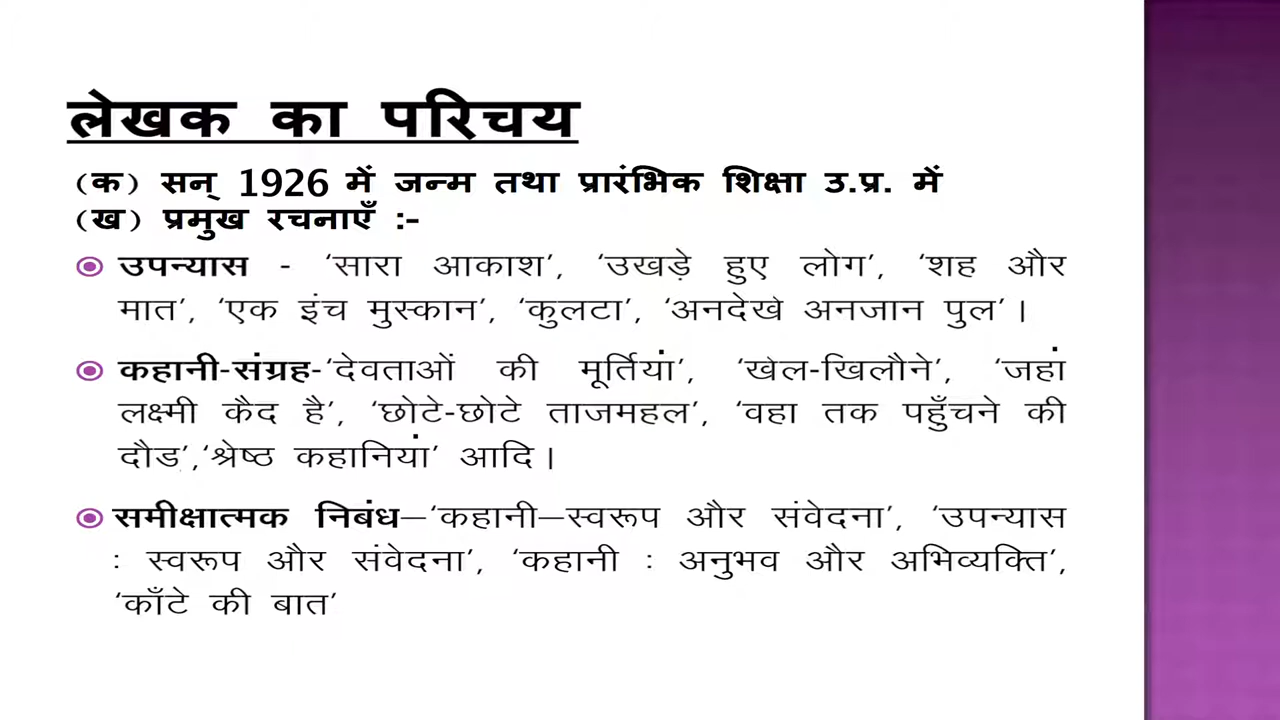 लेखक का परिचय
(क) सन् 1926 में जन्म तथा प्रारंभिक शिक्षा उ.प्र. में
(ख) प्रमुख रचनाएँ :-
उपन्यास - ‘सारा आकाश’, ‘उखड़े हुए लोग’, ‘शह और
मात’, ‘एक इंच मुस्कान’, ‘कुलटा’, ‘अनदेखे अनजान पुल’ ।
कहानी-संग्रह-‘देवताओं की मूर्तियां’, ‘खेल-खिलौने’, ‘जहां
लक्ष्मी कैद है’, ‘छोटे-छोटे ताजमहल’, ‘वहा तक पहुँचने की
दौड’,‘श्रेष्ठ कहानियां’ आदि ।
समीक्षात्मक निबंध–‘कहानी–स्वरूप और संवेदना’, ‘उपन्यास
: स्वरूप और संवेदना’, ‘कहानी : अनुभव और अभिव्यक्ति’,
‘काँटे की बात’